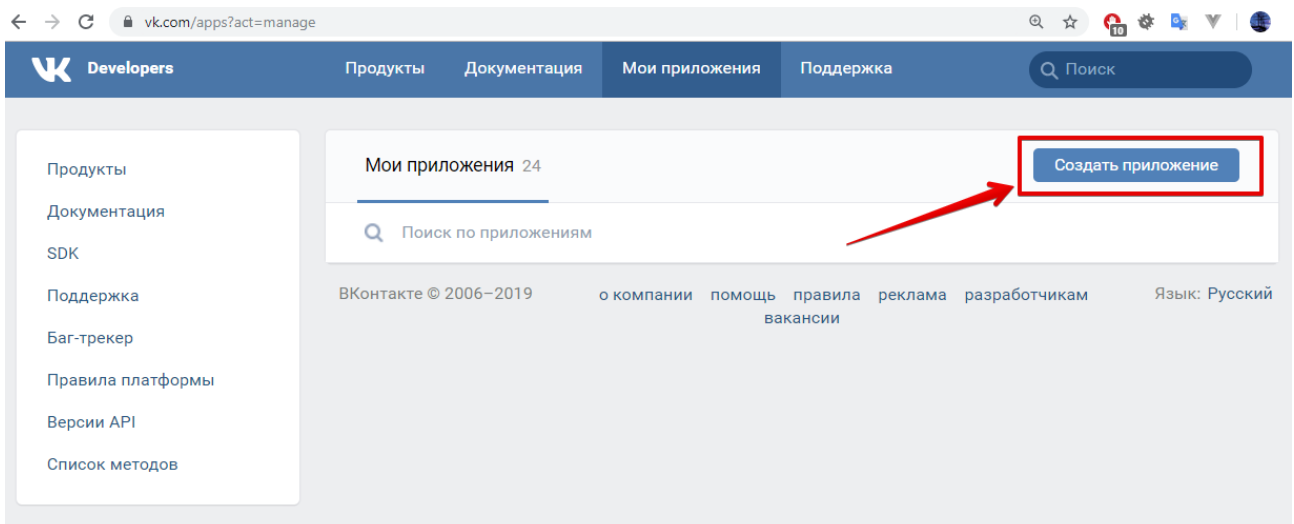 vk.com/apps?act=manage
10
Developers Продукты Документация Мои приложения Поддержка Поиск
Продукты
Документация
SDK
Поддержка
Баг-трекер
Правила платформы
Версии API
Список методов
Мои приложения 24
Создать приложение
Поиск по приложениям
ВКонтакте © 2006–2019 о компании помощь правила реклама разработчикам Язык: Русский
вакансии